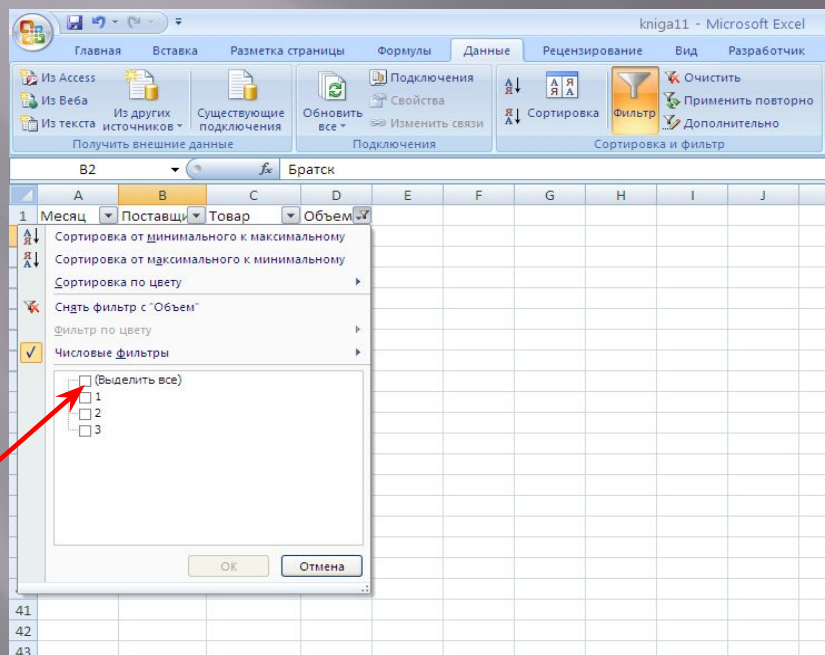 kniga11 - Microsoft Excel
Главная Вставка Разметка страницы Формулы Данные Рецензирование Вид Разработчик
Из Access
Из Веба
Из текста
Из других источников
Существующие подключения
Получить внешние данные
Обновить все
Подключения
Свойства
Изменить связи
Подключения
Сортировка
Фильтр
Очистить
Применить повторно
Дополнительно
Сортировка и фильтр
B2 fx Братск
A B C D E F G H I J
1 Месяц Поставщи Товар Объем
Сортировка от минимального к максимальному
Сортировка от максимального к минимальному
Сортировка по цвету
Снять фильтр с "Объем"
Фильтр по цвету
Числовые фильтры
(Выделить все)
1
2
3
ОК Отмена
41
42
43